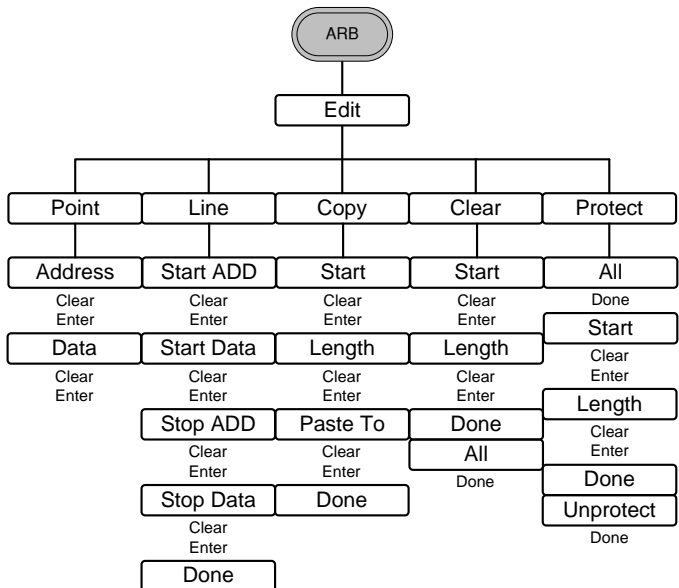 ARB
Edit
Point
Address
Clear
Enter
Data
Clear
Enter
Line
Start ADD
Clear
Enter
Start Data
Clear
Enter
Stop ADD
Clear
Enter
Stop Data
Clear
Enter
Done
Copy
Start
Clear
Enter
Length
Clear
Enter
Paste To
Clear
Enter
Done
Clear
Start
Clear
Enter
Length
Clear
Enter
Done
All
Done
Protect
All
Done
Start
Clear
Enter
Length
Clear
Enter
Done
Unprotect
Done